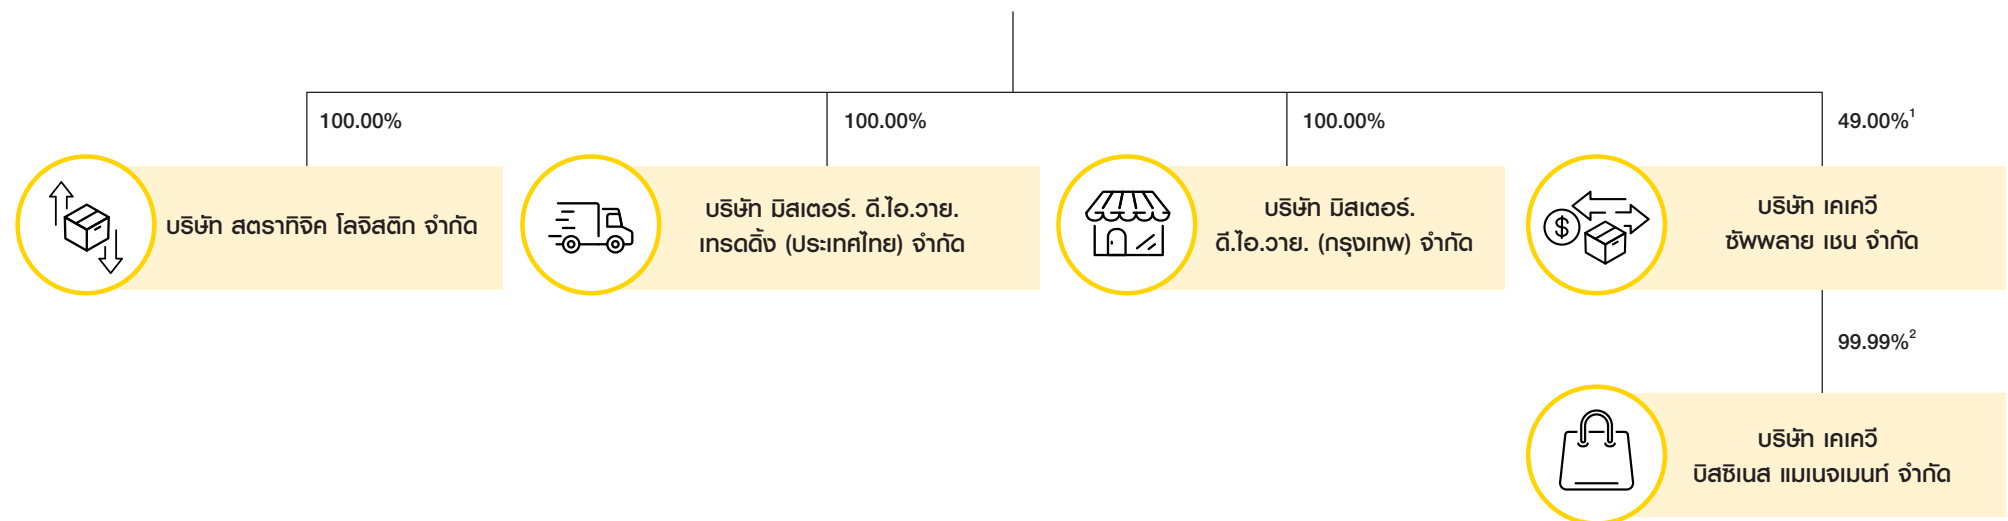 100.00%
100.00%
100.00%
49.00%¹
บริษัท สตราทิจิค โลจิสติก จำกัด
บริษัท มิสเตอร์. ดี.ไอ.วาย.
เทรดดิ้ง (ประเทศไทย) จำกัด
บริษัท มิสเตอร์.
ดี.ไอ.วาย. (กรุงเทพ) จำกัด
บริษัท เคเควี
ซัพพลาย เชน จำกัด
99.99%²
บริษัท เคเควี
บิสซิเนส แมเนจเมนท์ จำกัด